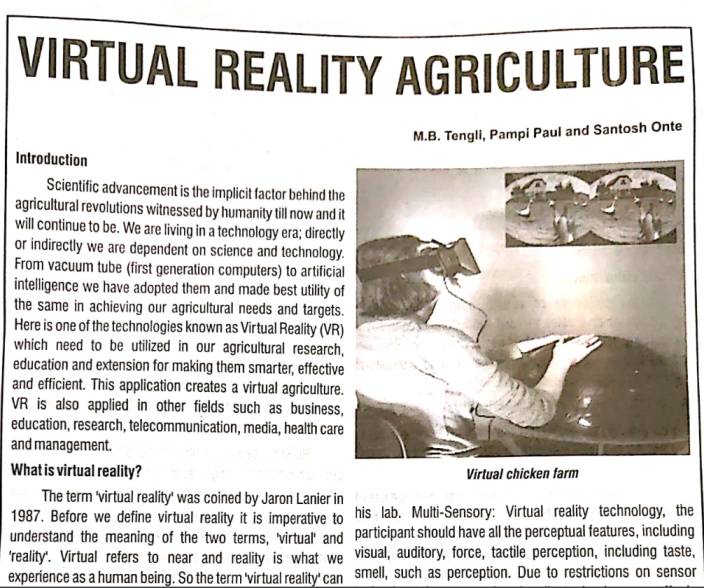 VIRTUAL REALITY AGRICULTURE
M.B. Tengli, Pampi Paul and Santosh Onte
Introduction
Scientific advancement is the implicit factor behind the
agricultural revolutions witnessed by humanity till now and it
will continue to be. We are living in a technology era; directly
or indirectly we are dependent on science and technology.
From vacuum tube (first generation computers) to artificial
intelligence we have adopted them and made best utility of
the same in achieving our agricultural needs and targets.
Here is one of the technologies known as Virtual Reality (VR)
which need to be utilized in our agricultural research,
education and extension for making them smarter, effective
and efficient. This application creates a virtual agriculture.
VR is also applied in other fields such as business,
education, research, telecommunication, media, health care
and management.
What is virtual reality?
The term 'virtual reality' was coined by Jaron Lanier in
1987. Before we define virtual reality it is imperative to
understand the meaning of the two terms, 'virtual' and
'reality'. Virtual refers to near and reality is what we
experience as a human being. So the term 'virtual reality' can
Virtual chicken farm
his lab. Multi-Sensory: Virtual reality technology, the
participant should have all the perceptual features, including
visual, auditory, force, tactile perception, including taste,
smell, such as perception. Due to restrictions on sensor